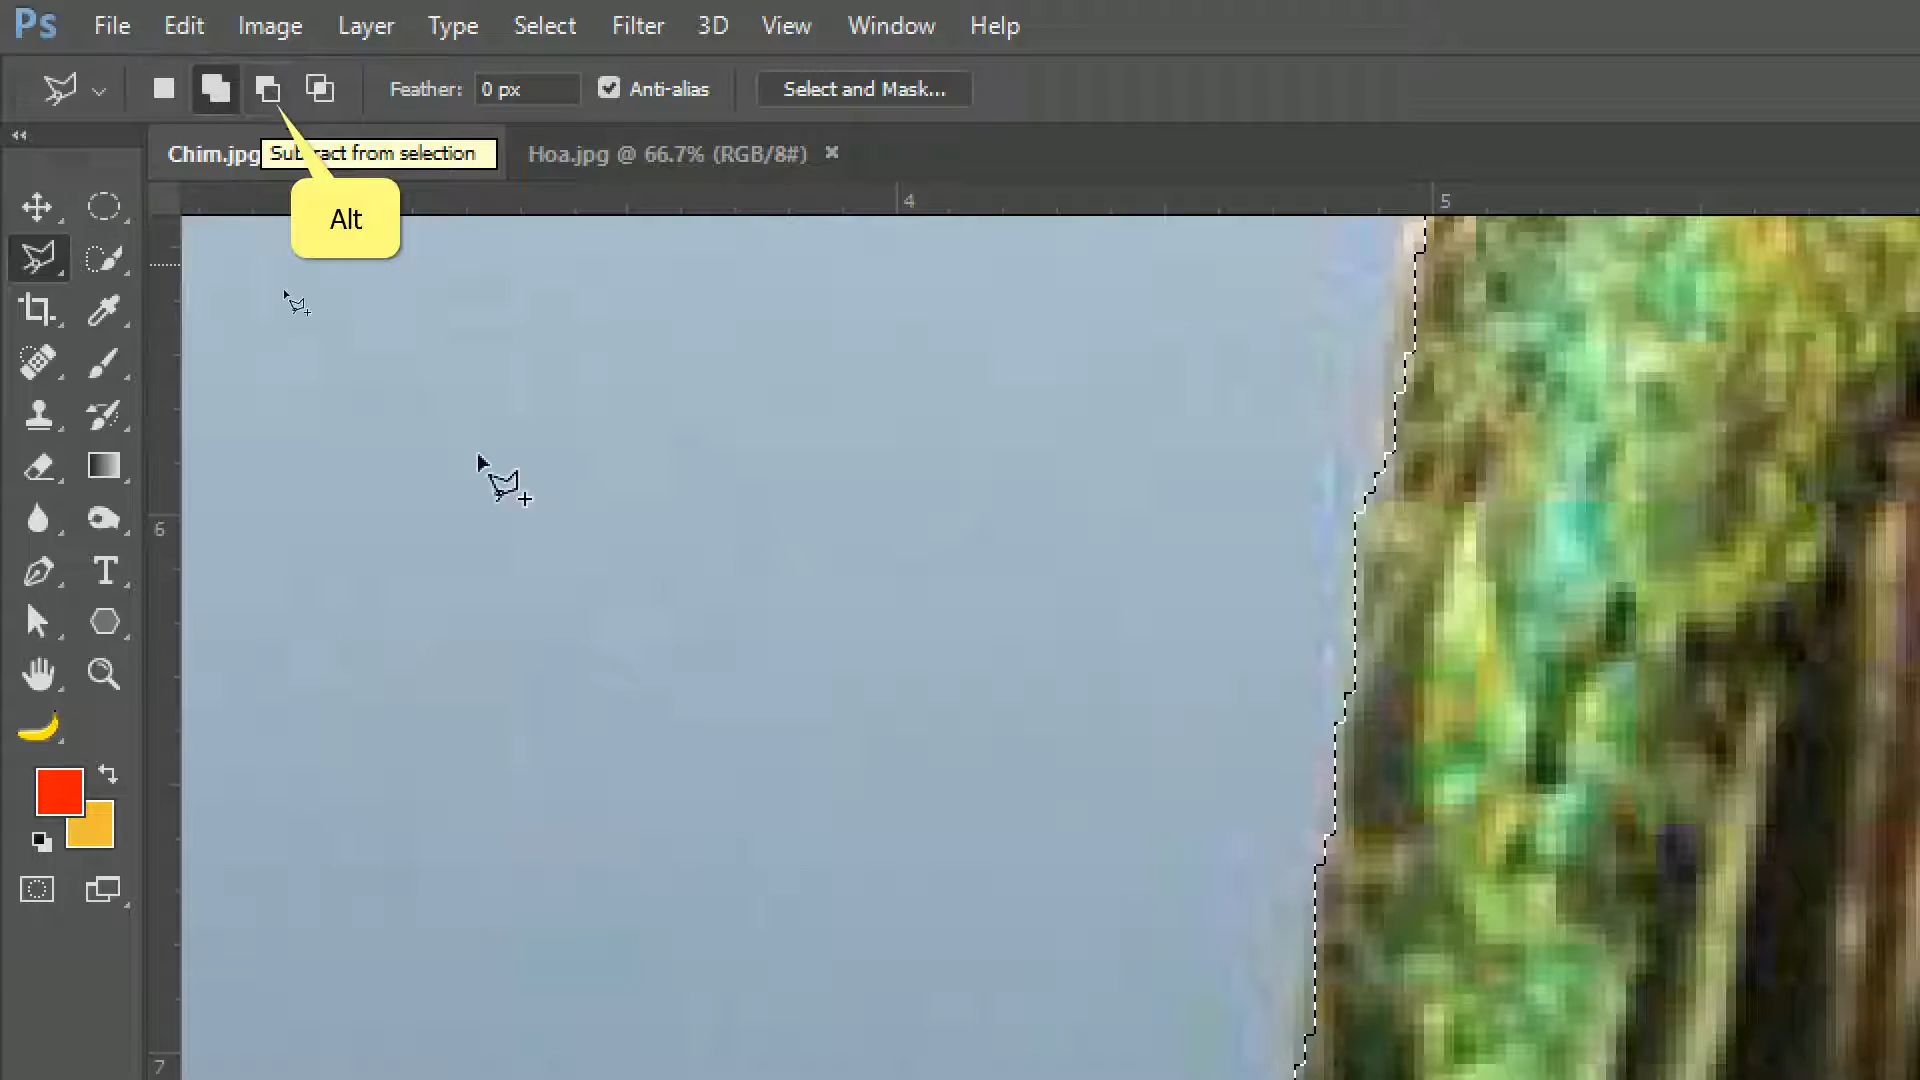 Ps File Edit Image Layer Type Select Filter 3D View Window Help
Feather: 0 px Anti-alias Select and Mask...
Chim.jpg Subtract from selection Hoa.jpg @ 66.7% (RGB/8#)
Alt
4 5
6
7
T